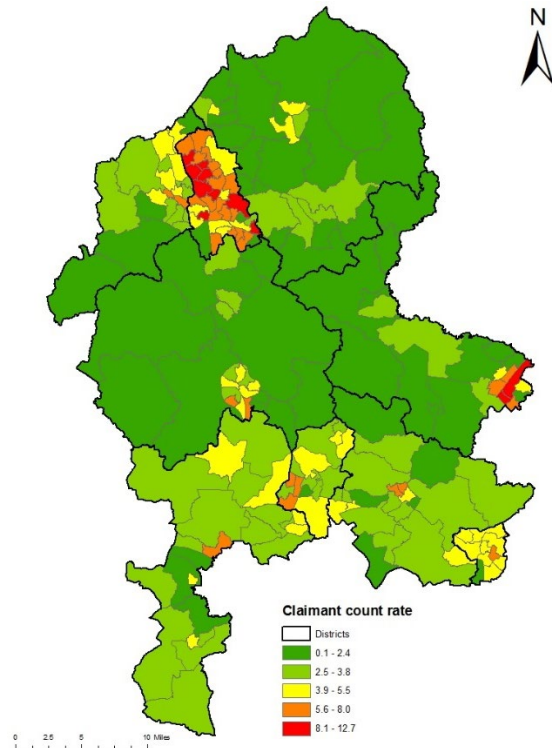 N
Claimant count rate
Districts
0.1 - 2.4
2.5 - 3.8
3.9 - 5.5
5.6 - 8.0
8.1 - 12.7
0 2.5 5 10 Miles